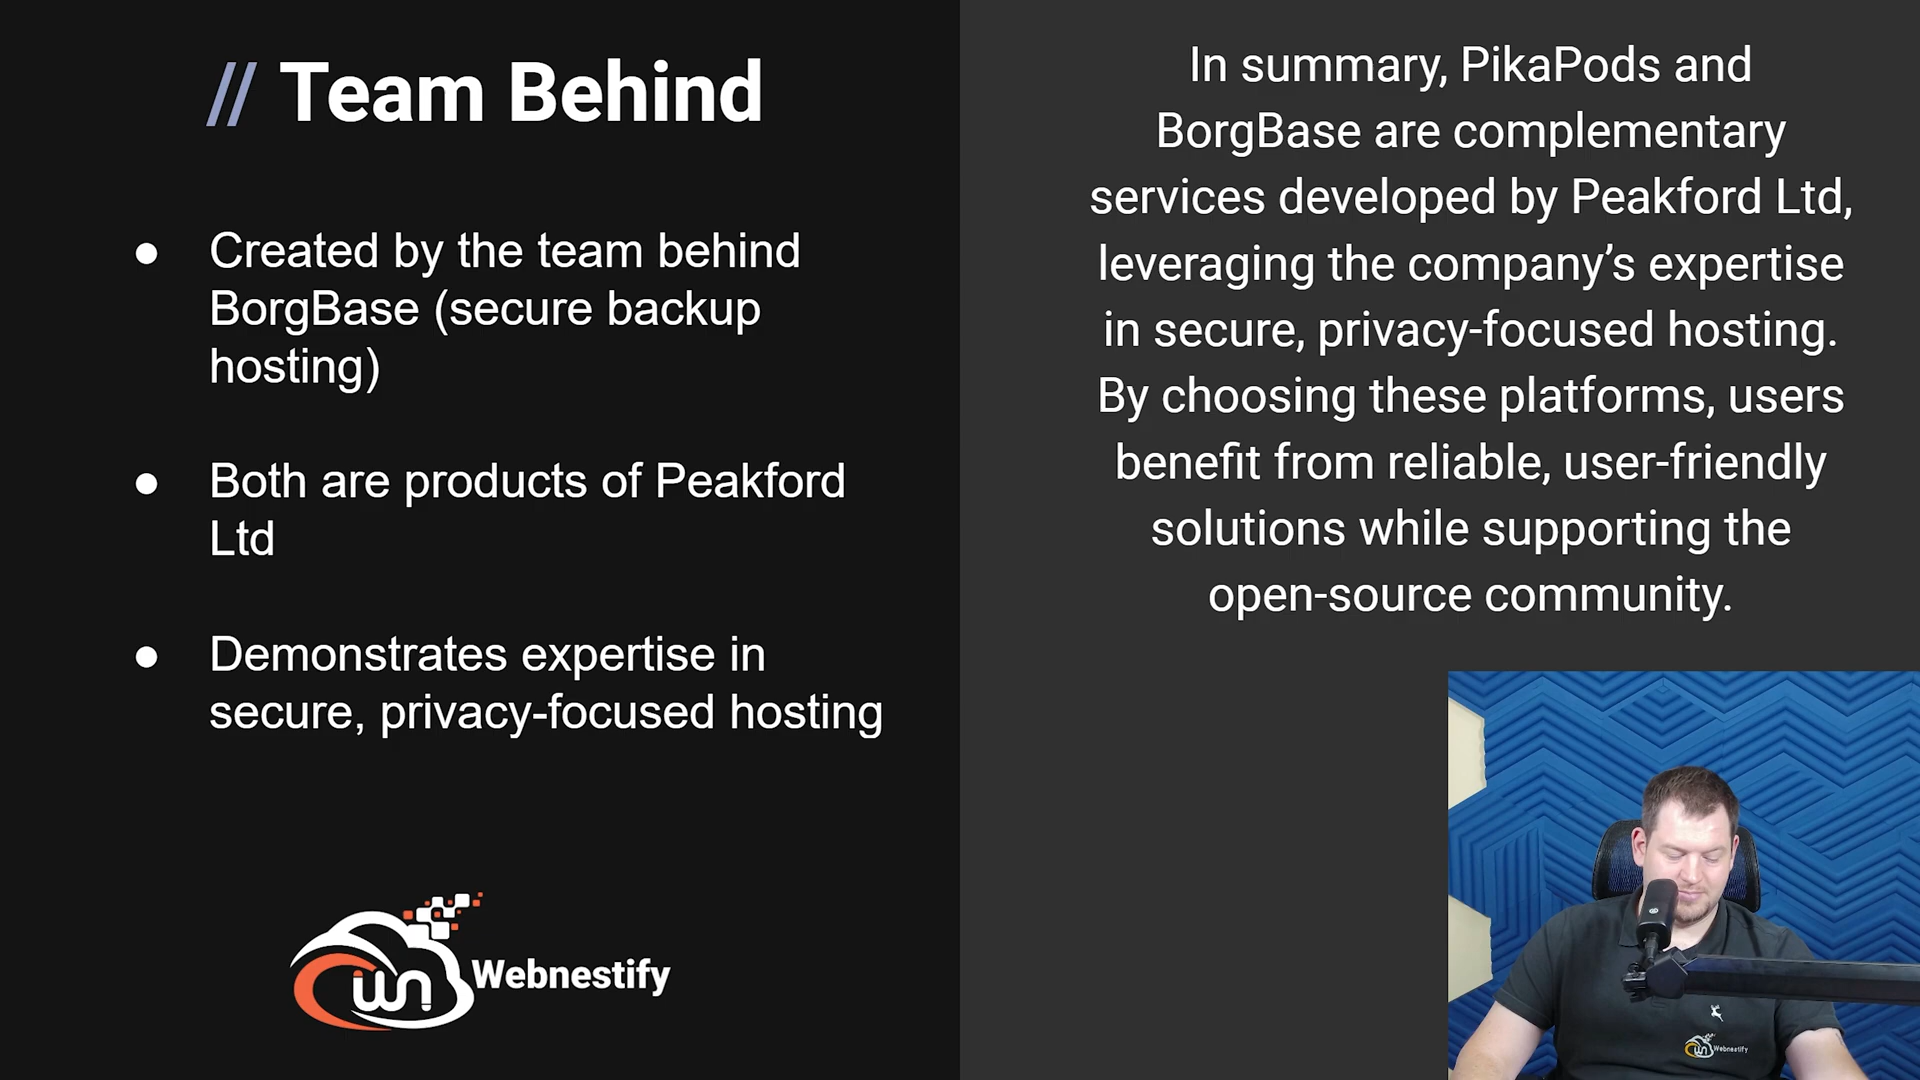 // Team Behind
● Created by the team behind
BorgBase (secure backup
hosting)
● Both are products of Peakford
Ltd
● Demonstrates expertise in
secure, privacy-focused hosting
wn Webnestify
In summary, PikaPods and
BorgBase are complementary
services developed by Peakford Ltd,
leveraging the company’s expertise
in secure, privacy-focused hosting.
By choosing these platforms, users
benefit from reliable, user-friendly
solutions while supporting the
open-source community.
wn Webnestify